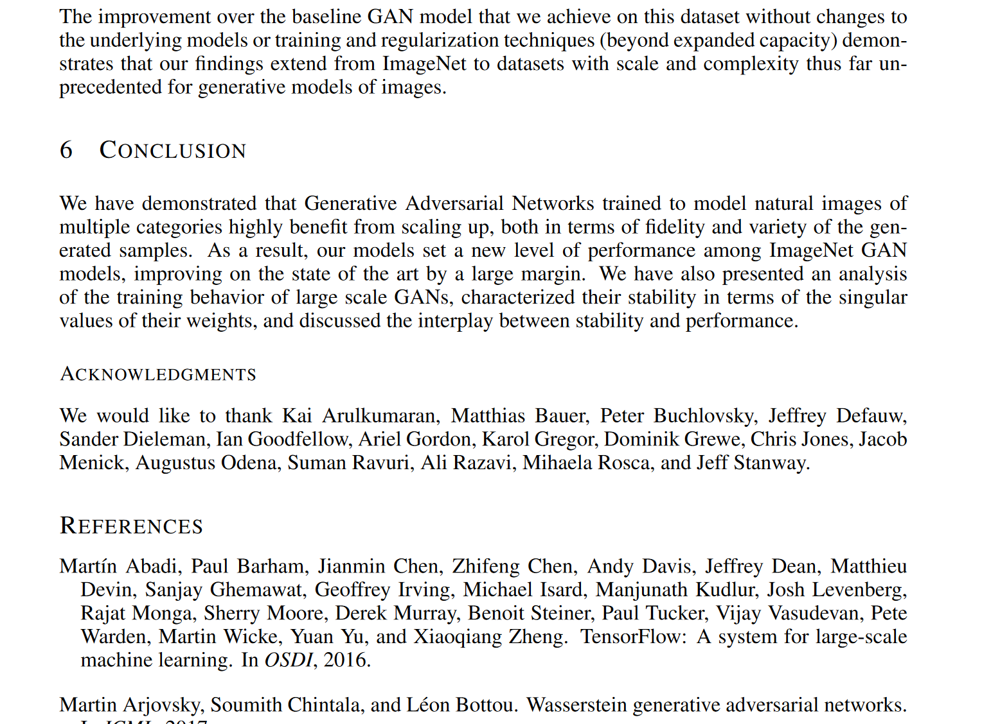 The improvement over the baseline GAN model that we achieve on this dataset without changes to
the underlying models or training and regularization techniques (beyond expanded capacity) demon-
strates that our findings extend from ImageNet to datasets with scale and complexity thus far un-
precedented for generative models of images.
6 CONCLUSION
We have demonstrated that Generative Adversarial Networks trained to model natural images of
multiple categories highly benefit from scaling up, both in terms of fidelity and variety of the gen-
erated samples. As a result, our models set a new level of performance among ImageNet GAN
models, improving on the state of the art by a large margin. We have also presented an analysis
of the training behavior of large scale GANs, characterized their stability in terms of the singular
values of their weights, and discussed the interplay between stability and performance.
ACKNOWLEDGMENTS
We would like to thank Kai Arulkumaran, Matthias Bauer, Peter Buchlovsky, Jeffrey Defauw,
Sander Dieleman, Ian Goodfellow, Ariel Gordon, Karol Gregor, Dominik Grewe, Chris Jones, Jacob
Menick, Augustus Odena, Suman Ravuri, Ali Razavi, Mihaela Rosca, and Jeff Stanway.
REFERENCES
Martín Abadi, Paul Barham, Jianmin Chen, Zhifeng Chen, Andy Davis, Jeffrey Dean, Matthieu
Devin, Sanjay Ghemawat, Geoffrey Irving, Michael Isard, Manjunath Kudlur, Josh Levenberg,
Rajat Monga, Sherry Moore, Derek Murray, Benoit Steiner, Paul Tucker, Vijay Vasudevan, Pete
Warden, Martin Wicke, Yuan Yu, and Xiaoqiang Zheng. TensorFlow: A system for large-scale
machine learning. In OSDI, 2016.
Martin Arjovsky, Soumith Chintala, and Léon Bottou. Wasserstein generative adversarial networks.
In ICML, 2017